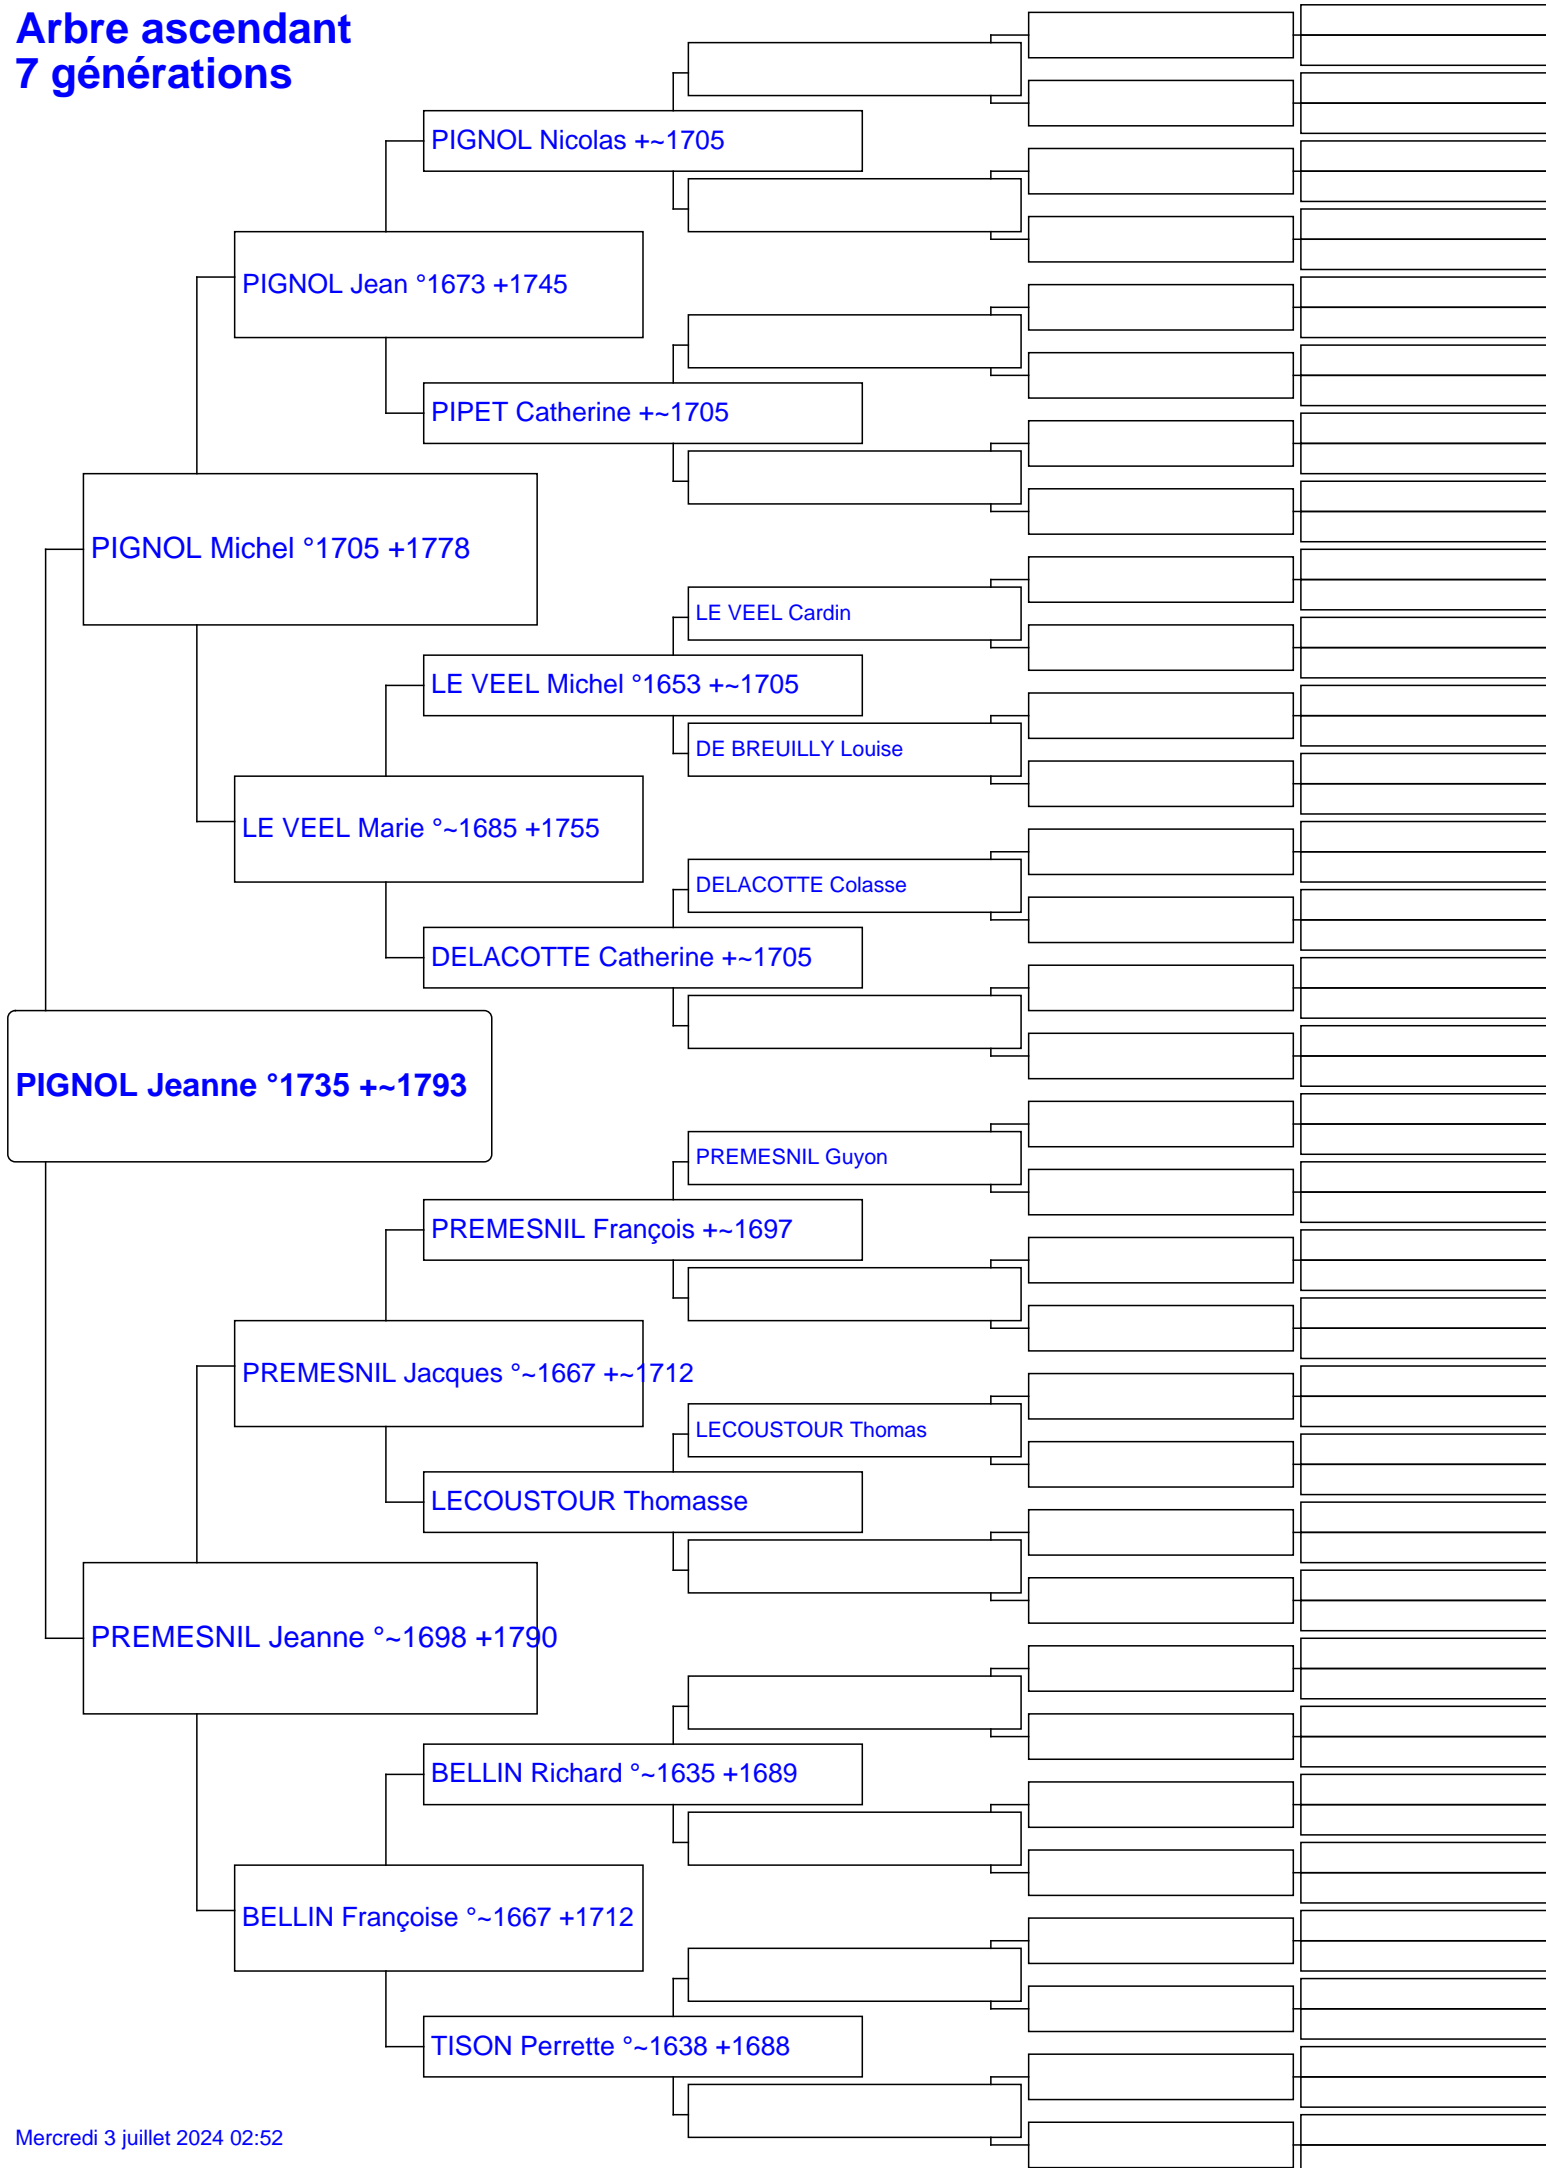 Arbre ascendant
7 générations
PIGNOL Nicolas +~1705
PIGNOL Jean °1673 +1745
PIPET Catherine +~1705
PIGNOL Michel °1705 +1778
LE VEEL Cardin
LE VEEL Michel °1653 +~1705
DE BREUILLY Louise
LE VEEL Marie °~1685 +1755
DELACOTTE Colasse
DELACOTTE Catherine +~1705
PIGNOL Jeanne °1735 +~1793
PREMESNIL Guyon
PREMESNIL François +~1697
PREMESNIL Jacques °~1667 +~1712
LECOUSTOUR Thomas
LECOUSTOUR Thomasse
PREMESNIL Jeanne °~1698 +1790
BELLIN Richard °~1635 +1689
BELLIN Françoise °~1667 +1712
TISON Perrette °~1638 +1688
Mercredi 3 juillet 2024 02:52